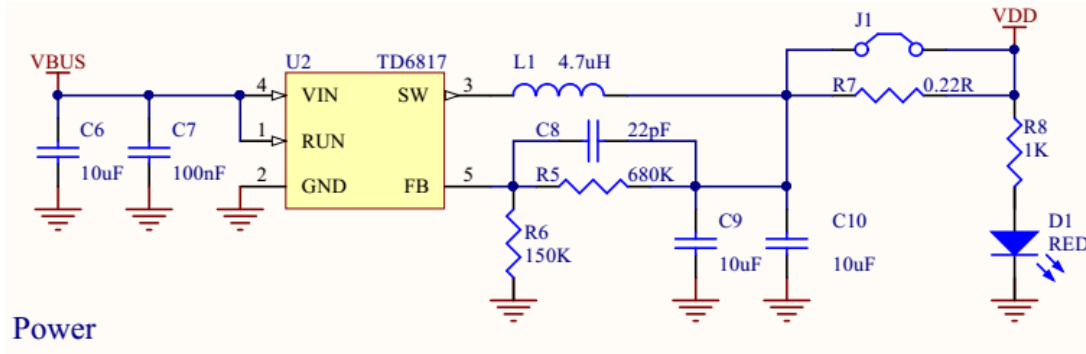 J1
VDD
VBUS
U2
TD6817
L1
4.7uH
4
VIN
SW
3
R7
0.22R
C6
C7
1
RUN
C8
22pF
R8
1K
10uF
100nF
2
GND
FB
5
R5
680K
R6
150K
C9
C10
D1
RED
10uF
10uF
Power